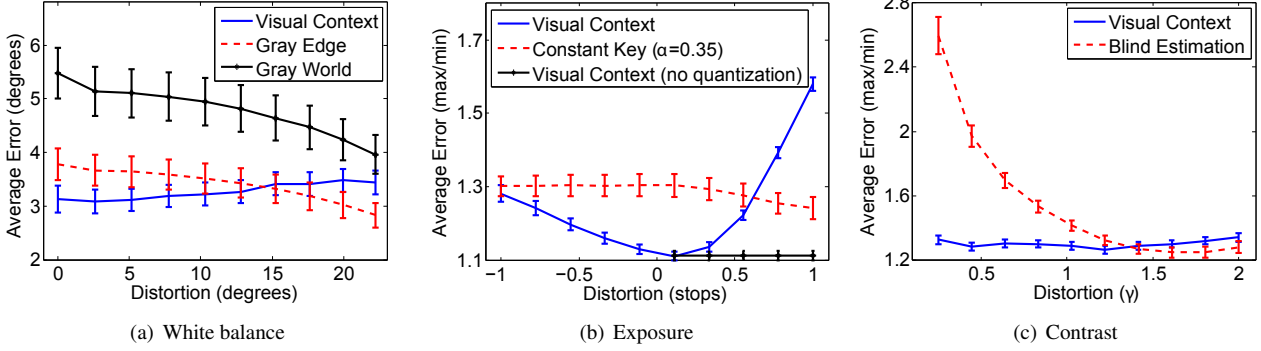 Visual Context
Gray Edge
Gray World
6
5
4
3
2
0 5 10 15 20
Average Error (degrees)
Distortion (degrees)
(a) White balance
Visual Context
Constant Key (α=0.35)
Visual Context (no quantization)
1.7
1.5
1.3
1.1
−1 −0.5 0 0.5 1
Average Error (max/min)
Distortion (stops)
(b) Exposure
Visual Context
Blind Estimation
2.8
2.4
2
1.6
1.2
0.5 1 1.5 2
Average Error (max/min)
Distortion (γ)
(c) Contrast